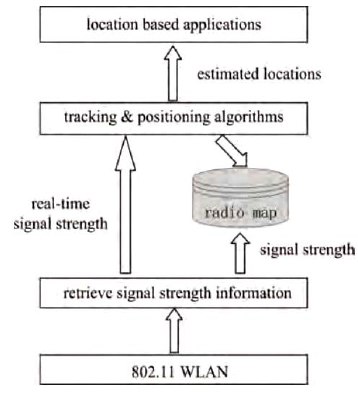 location based applications
estimated locations
tracking & positioning algorithms
radio map
real-time
signal strength
signal strength
retrieve signal strength information
802.11 WLAN